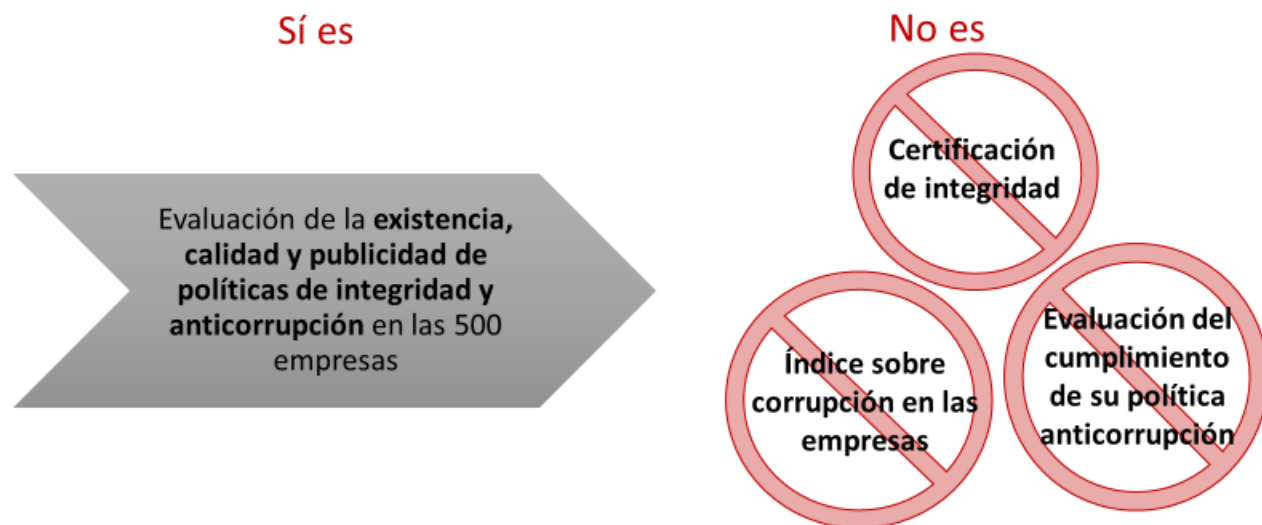 Sí es
Evaluación de la existencia,
calidad y publicidad de
políticas de integridad y
anticorrupción en las 500
empresas
No es
Certificación
de integridad
Índice sobre
corrupción en las
empresas
Evaluación del
cumplimiento
de su política
anticorrupción